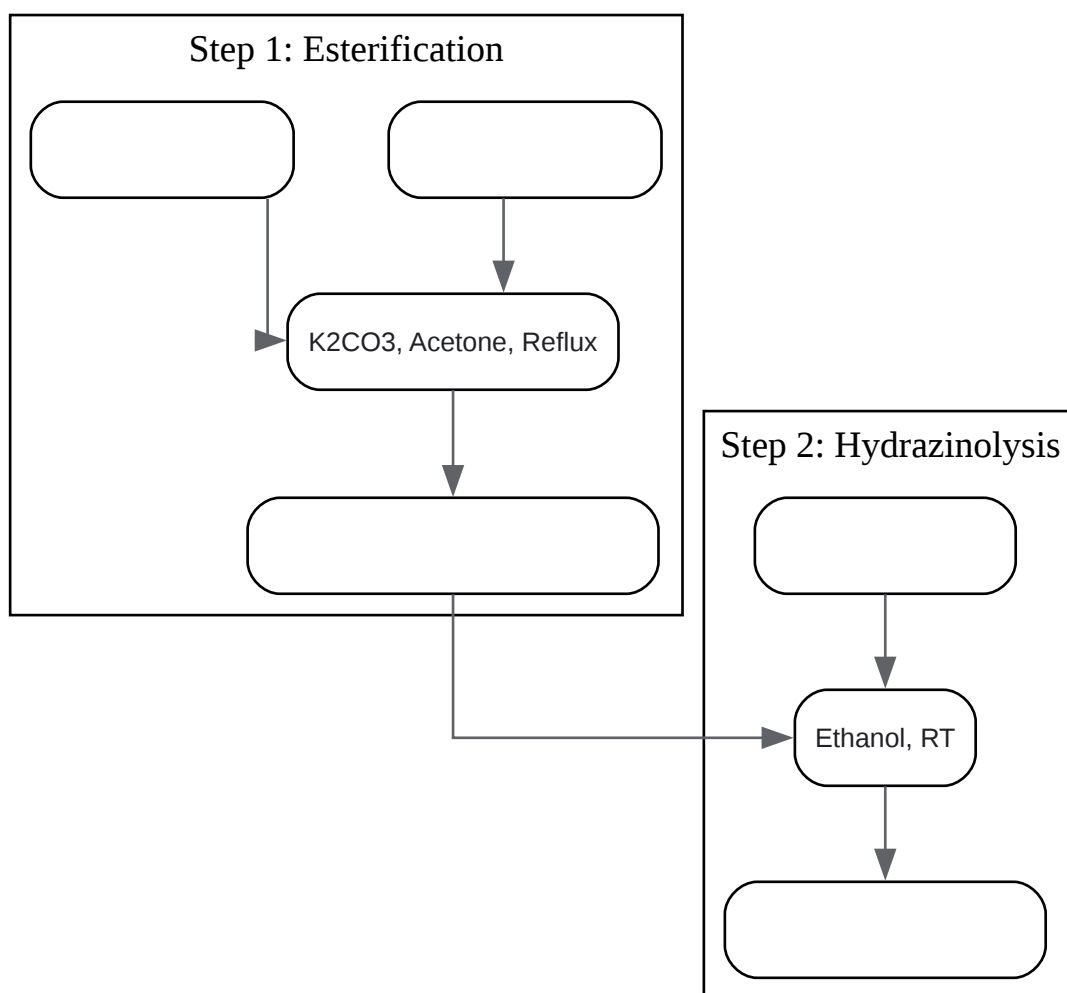 Step 1: Esterification
K2CO3, Acetone, Reflux
Step 2: Hydrazinolysis
Ethanol, RT